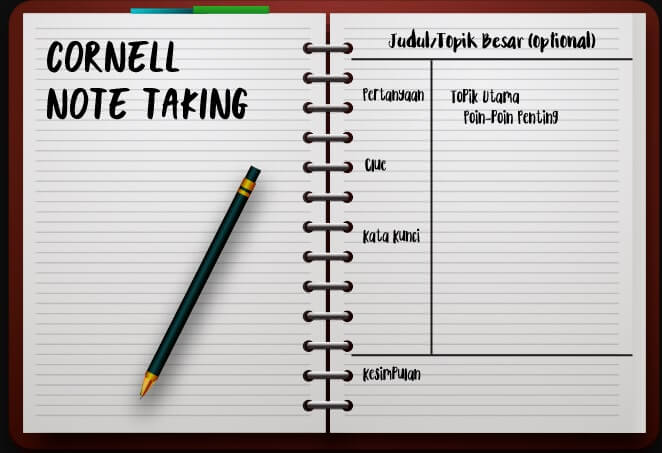 CORNELL
NOTE TAKING
Judul/Topik Besar (Optional)
Pertanyaan
Topik Utama
Poin-Poin Penting
Clue
Kata Kunci
Kesimpulan